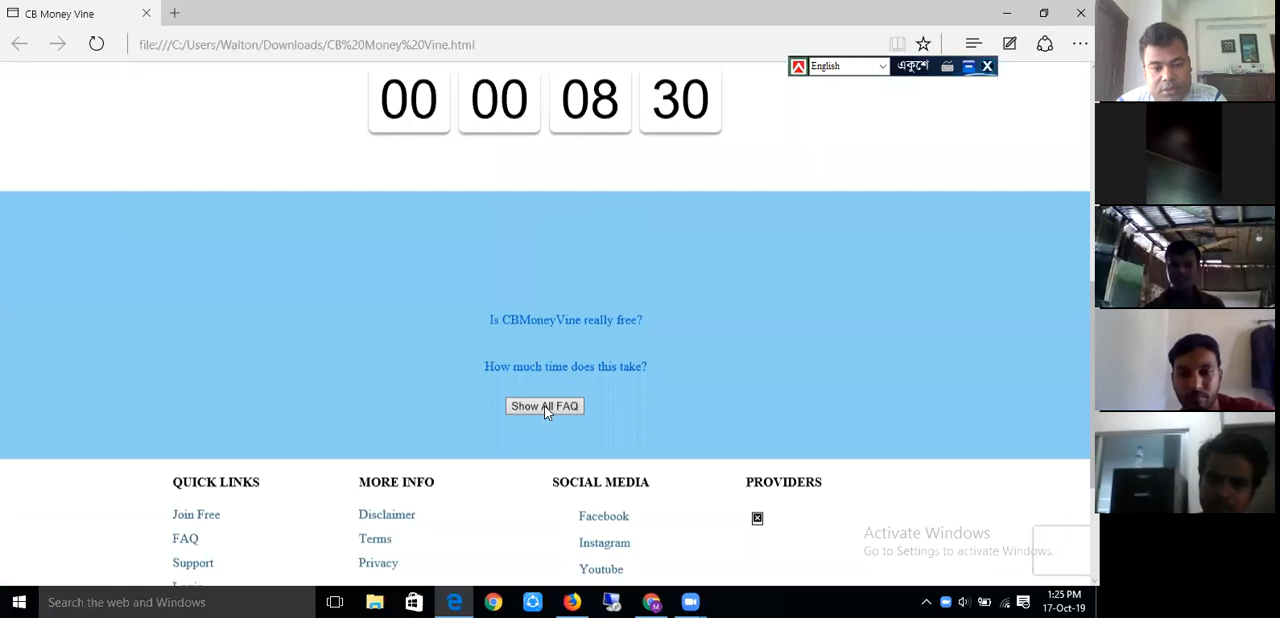 CB Money Vine
file:///C:/Users/Walton/Downloads/CB%20Money%20Vine.html
English
একুশে
00 00 08 30
Is CBMoneyVine really free?
How much time does this take?
Show All FAQ
QUICK LINKS
Join Free
FAQ
Support
Login
MORE INFO
Disclaimer
Terms
Privacy
SOCIAL MEDIA
Facebook
Instagram
Youtube
PROVIDERS
Activate Windows
Go to Settings to activate Windows.
Search the web and Windows
1:25 PM
17-Oct-19